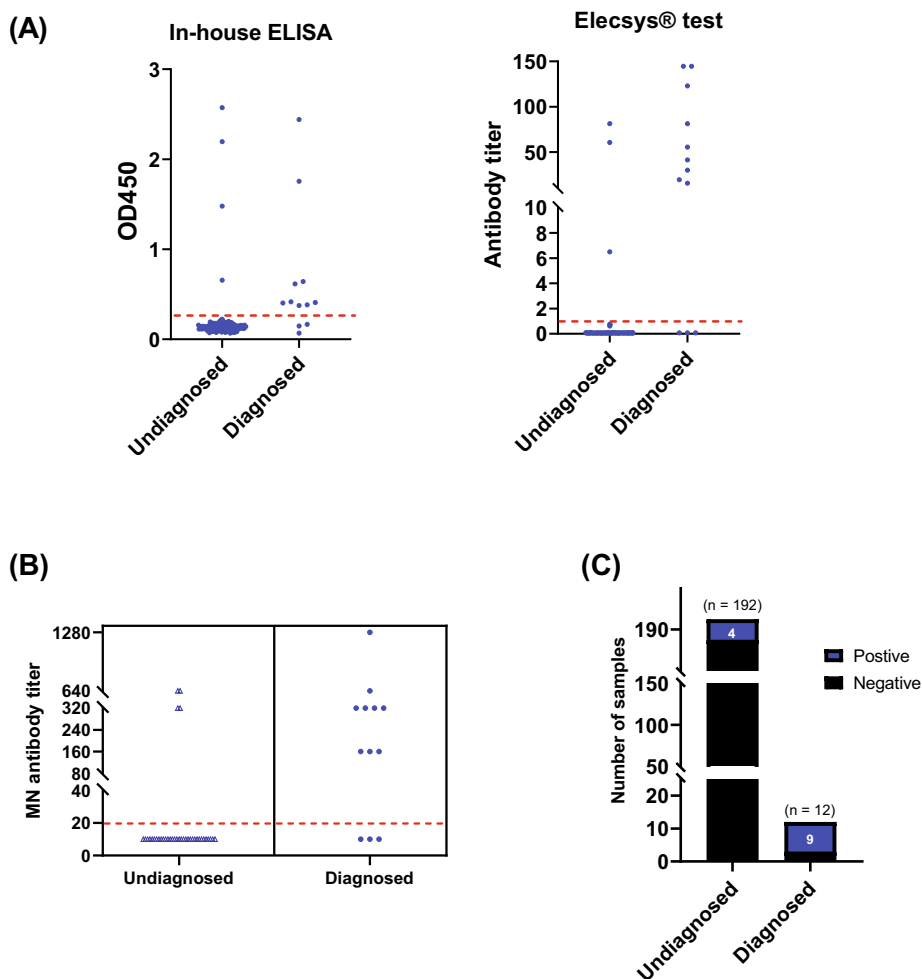 (A)
In-house ELISA
OD450
3
2
1
0
Undiagnosed
Diagnosed
Elecsys® test
Antibody titer
150
100
50
10
8
6
4
2
0
Undiagnosed
Diagnosed
(B)
MN antibody titer
1280
640
320
240
160
80
40
20
0
Undiagnosed
Diagnosed
(C)
Number of samples
190
150
100
50
20
10
0
(n = 192)
4
(n = 12)
9
Undiagnosed
Diagnosed
Postive
Negative